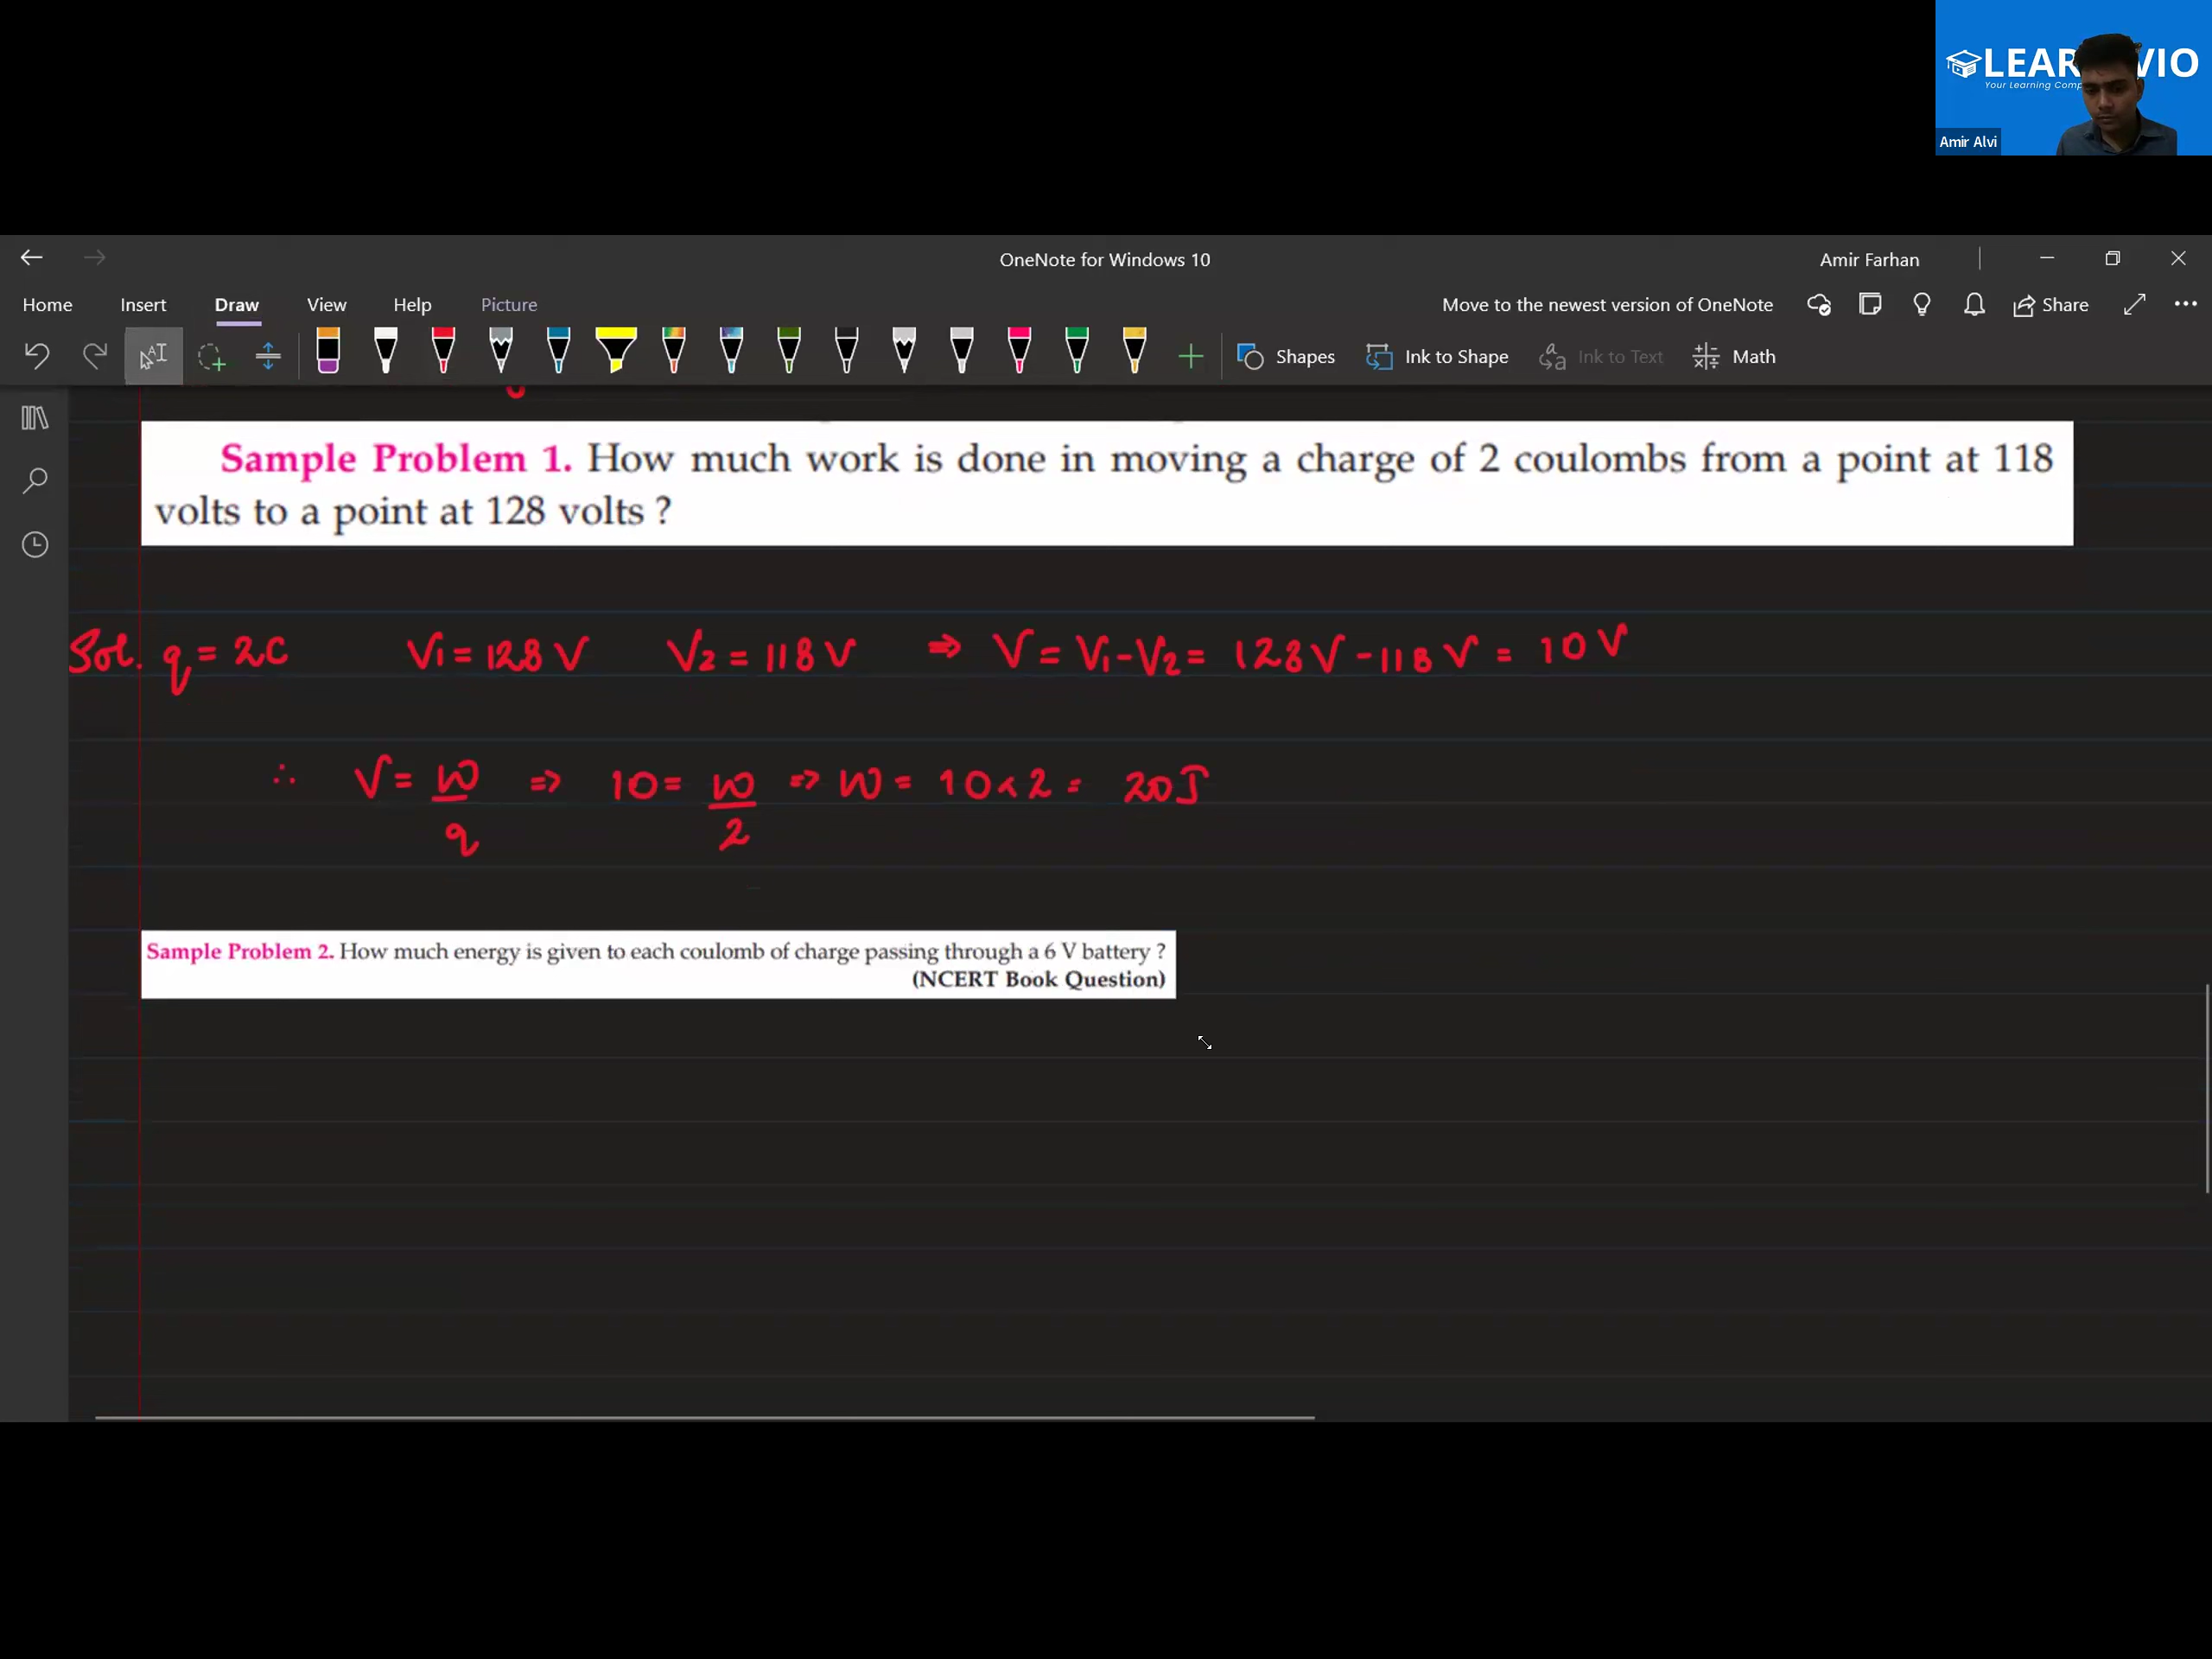 LEAR VIO
Your Learning Comp
Amir Alvi
OneNote for Windows 10
Amir Farhan
Home Insert Draw View Help Picture
Move to the newest version of OneNote
Share
Shapes Ink to Shape Ink to Text Math
Sample Problem 1. How much work is done in moving a charge of 2 coulombs from a point at 118
volts to a point at 128 volts ?
Sol. q = 2C V1 = 128 V V2 = 118 V ⇒ V = V1-V2 = 128V - 118 V = 10 V
∴ V = W/q ⇒ 10 = W/2 ⇒ W = 10 × 2 = 20 J
Sample Problem 2. How much energy is given to each coulomb of charge passing through a 6 V battery ?
(NCERT Book Question)